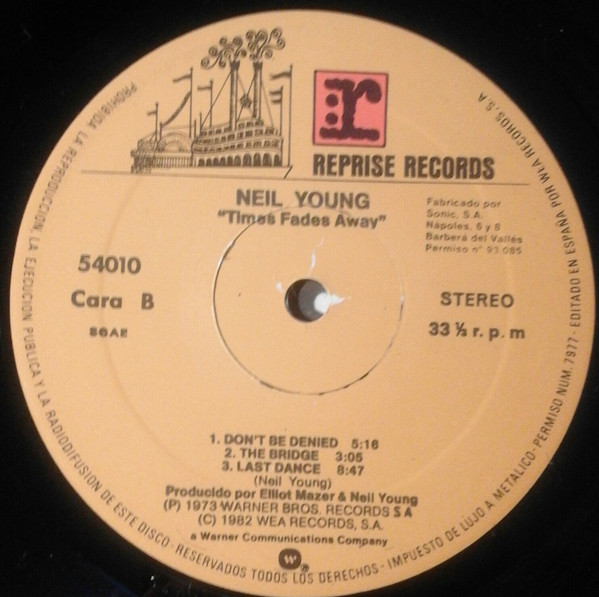 r
REPRISE RECORDS
NEIL YOUNG
"Times Fades Away"
Fabricado por
Sonic, S.A.
Nápoles, 6 y 8
Barberá del Vallés
Permiso nº 93.085
54010
Cara B
SGAE
STEREO
33 ⅓ r. p. m
1. DON'T BE DENIED 5:16
2. THE BRIDGE 3:05
3. LAST DANCE 8:47
(Neil Young)
Producido por Elliot Mazer & Neil Young
(P) 1973 WARNER BROS. RECORDS S A
(C) 1982 WEA RECORDS, S.A.
a Warner Communications Company
W ®
PROHIBIDA LA REPRODUCCION, LA EJECUCION PUBLICA Y LA RADIODIFUSION DE ESTE DISCO - RESERVADOS TODOS LOS DERECHOS - IMPUESTO DE LUJO A METALICO - PERMISO NUM. 7977 - EDITADO EN ESPAÑA POR WEA RECORDS, S.A